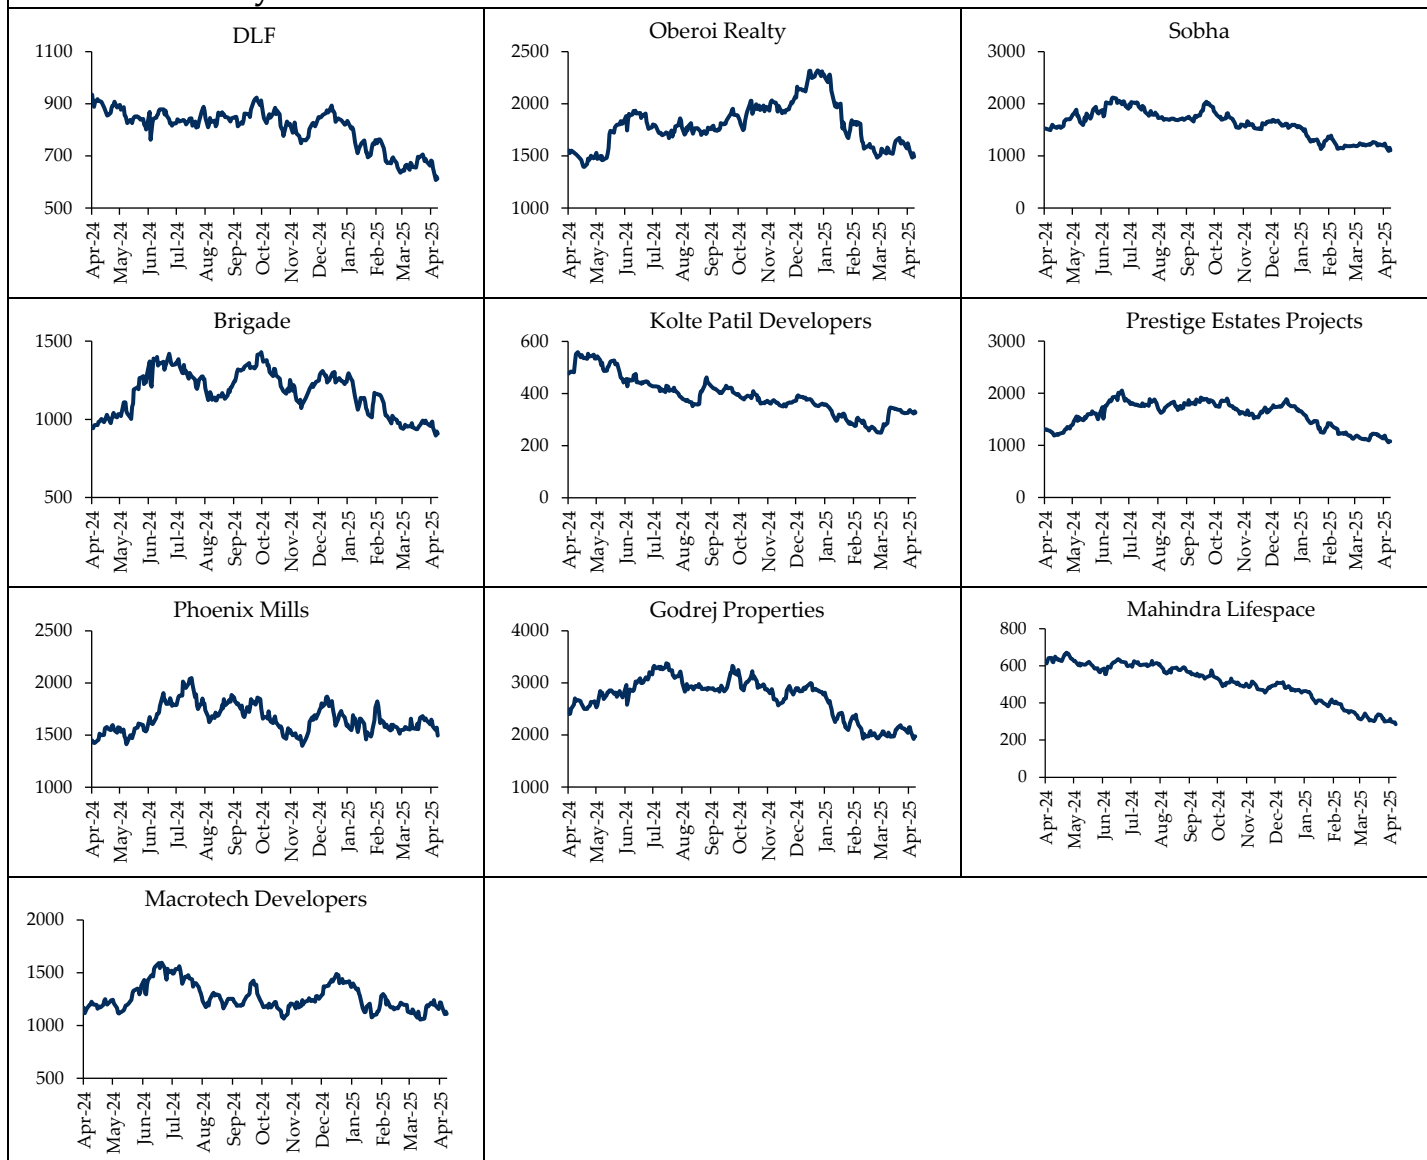 DLF
1100
900
700
500
Apr-24
May-24
Jun-24
Jul-24
Aug-24
Sep-24
Oct-24
Nov-24
Dec-24
Jan-25
Feb-25
Mar-25
Apr-25
Oberoi Realty
2500
2000
1500
1000
Apr-24
May-24
Jun-24
Jul-24
Aug-24
Sep-24
Oct-24
Nov-24
Dec-24
Jan-25
Feb-25
Mar-25
Apr-25
Sobha
3000
2000
1000
0
Apr-24
May-24
Jun-24
Jul-24
Aug-24
Sep-24
Oct-24
Nov-24
Dec-24
Jan-25
Feb-25
Mar-25
Apr-25
Brigade
1500
1000
500
Apr-24
May-24
Jun-24
Jul-24
Aug-24
Sep-24
Oct-24
Nov-24
Dec-24
Jan-25
Feb-25
Mar-25
Apr-25
Kolte Patil Developers
600
400
200
0
Apr-24
May-24
Jun-24
Jul-24
Aug-24
Sep-24
Oct-24
Nov-24
Dec-24
Jan-25
Feb-25
Mar-25
Apr-25
Prestige Estates Projects
3000
2000
1000
0
Apr-24
May-24
Jun-24
Jul-24
Aug-24
Sep-24
Oct-24
Nov-24
Dec-24
Jan-25
Feb-25
Mar-25
Apr-25
Phoenix Mills
2500
2000
1500
1000
Apr-24
May-24
Jun-24
Jul-24
Aug-24
Sep-24
Oct-24
Nov-24
Dec-24
Jan-25
Feb-25
Mar-25
Apr-25
Godrej Properties
4000
3000
2000
1000
Apr-24
May-24
Jun-24
Jul-24
Aug-24
Sep-24
Oct-24
Nov-24
Dec-24
Jan-25
Feb-25
Mar-25
Apr-25
Mahindra Lifespace
800
600
400
200
0
Apr-24
May-24
Jun-24
Jul-24
Aug-24
Sep-24
Oct-24
Nov-24
Dec-24
Jan-25
Feb-25
Mar-25
Apr-25
Macrotech Developers
2000
1500
1000
500
Apr-24
May-24
Jun-24
Jul-24
Aug-24
Sep-24
Oct-24
Nov-24
Dec-24
Jan-25
Feb-25
Mar-25
Apr-25